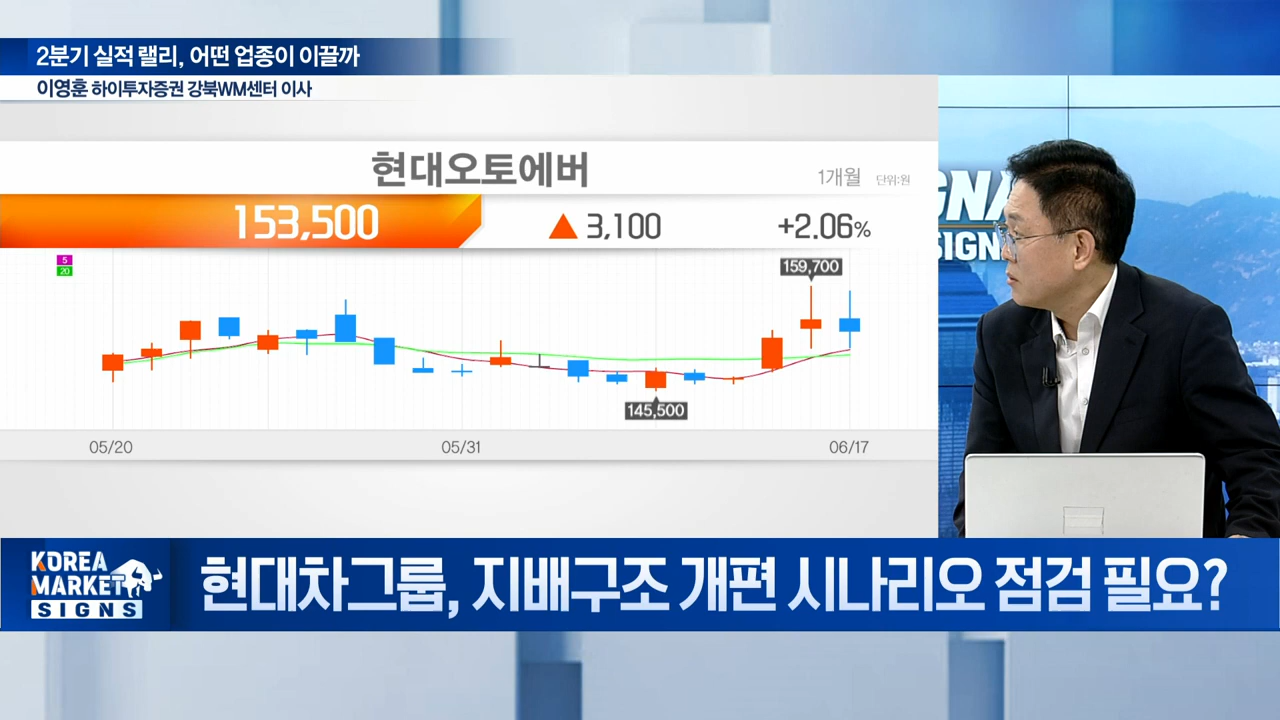 2분기 실적 랠리, 어떤 업종이 이끌까
이영훈 하이투자증권 강북WM센터 이사
현대오토에버
1개월 단위:원
153,500 ▲ 3,100 +2.06%
5
20
159,700
145,500
05/20 05/31 06/17
SIGN
KOREA
MARKET
SIGNS
현대차그룹, 지배구조 개편 시나리오 점검 필요?